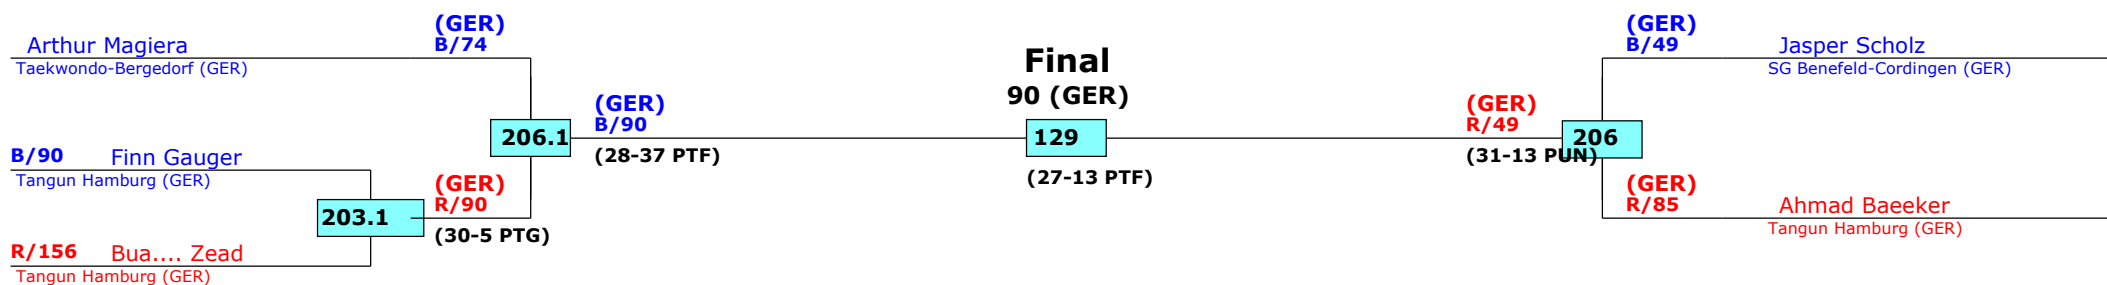 (GER)
B/74
Arthur Magiera
Taekwondo-Bergedorf (GER)
B/90 Finn Gauger
Tangun Hamburg (GER)
203.1
R/156 Bua.... Zead
Tangun Hamburg (GER)
(GER)
R/90
(30-5 PTG)
206.1
(GER)
B/90
(28-37 PTF)
Final
90 (GER)
129
(27-13 PTF)
(GER)
R/49
(31-13 PUN)
206
(GER)
B/49
Jasper Scholz
SG Benefeld-Cordingen (GER)
(GER)
R/85
Ahmad Baeeker
Tangun Hamburg (GER)